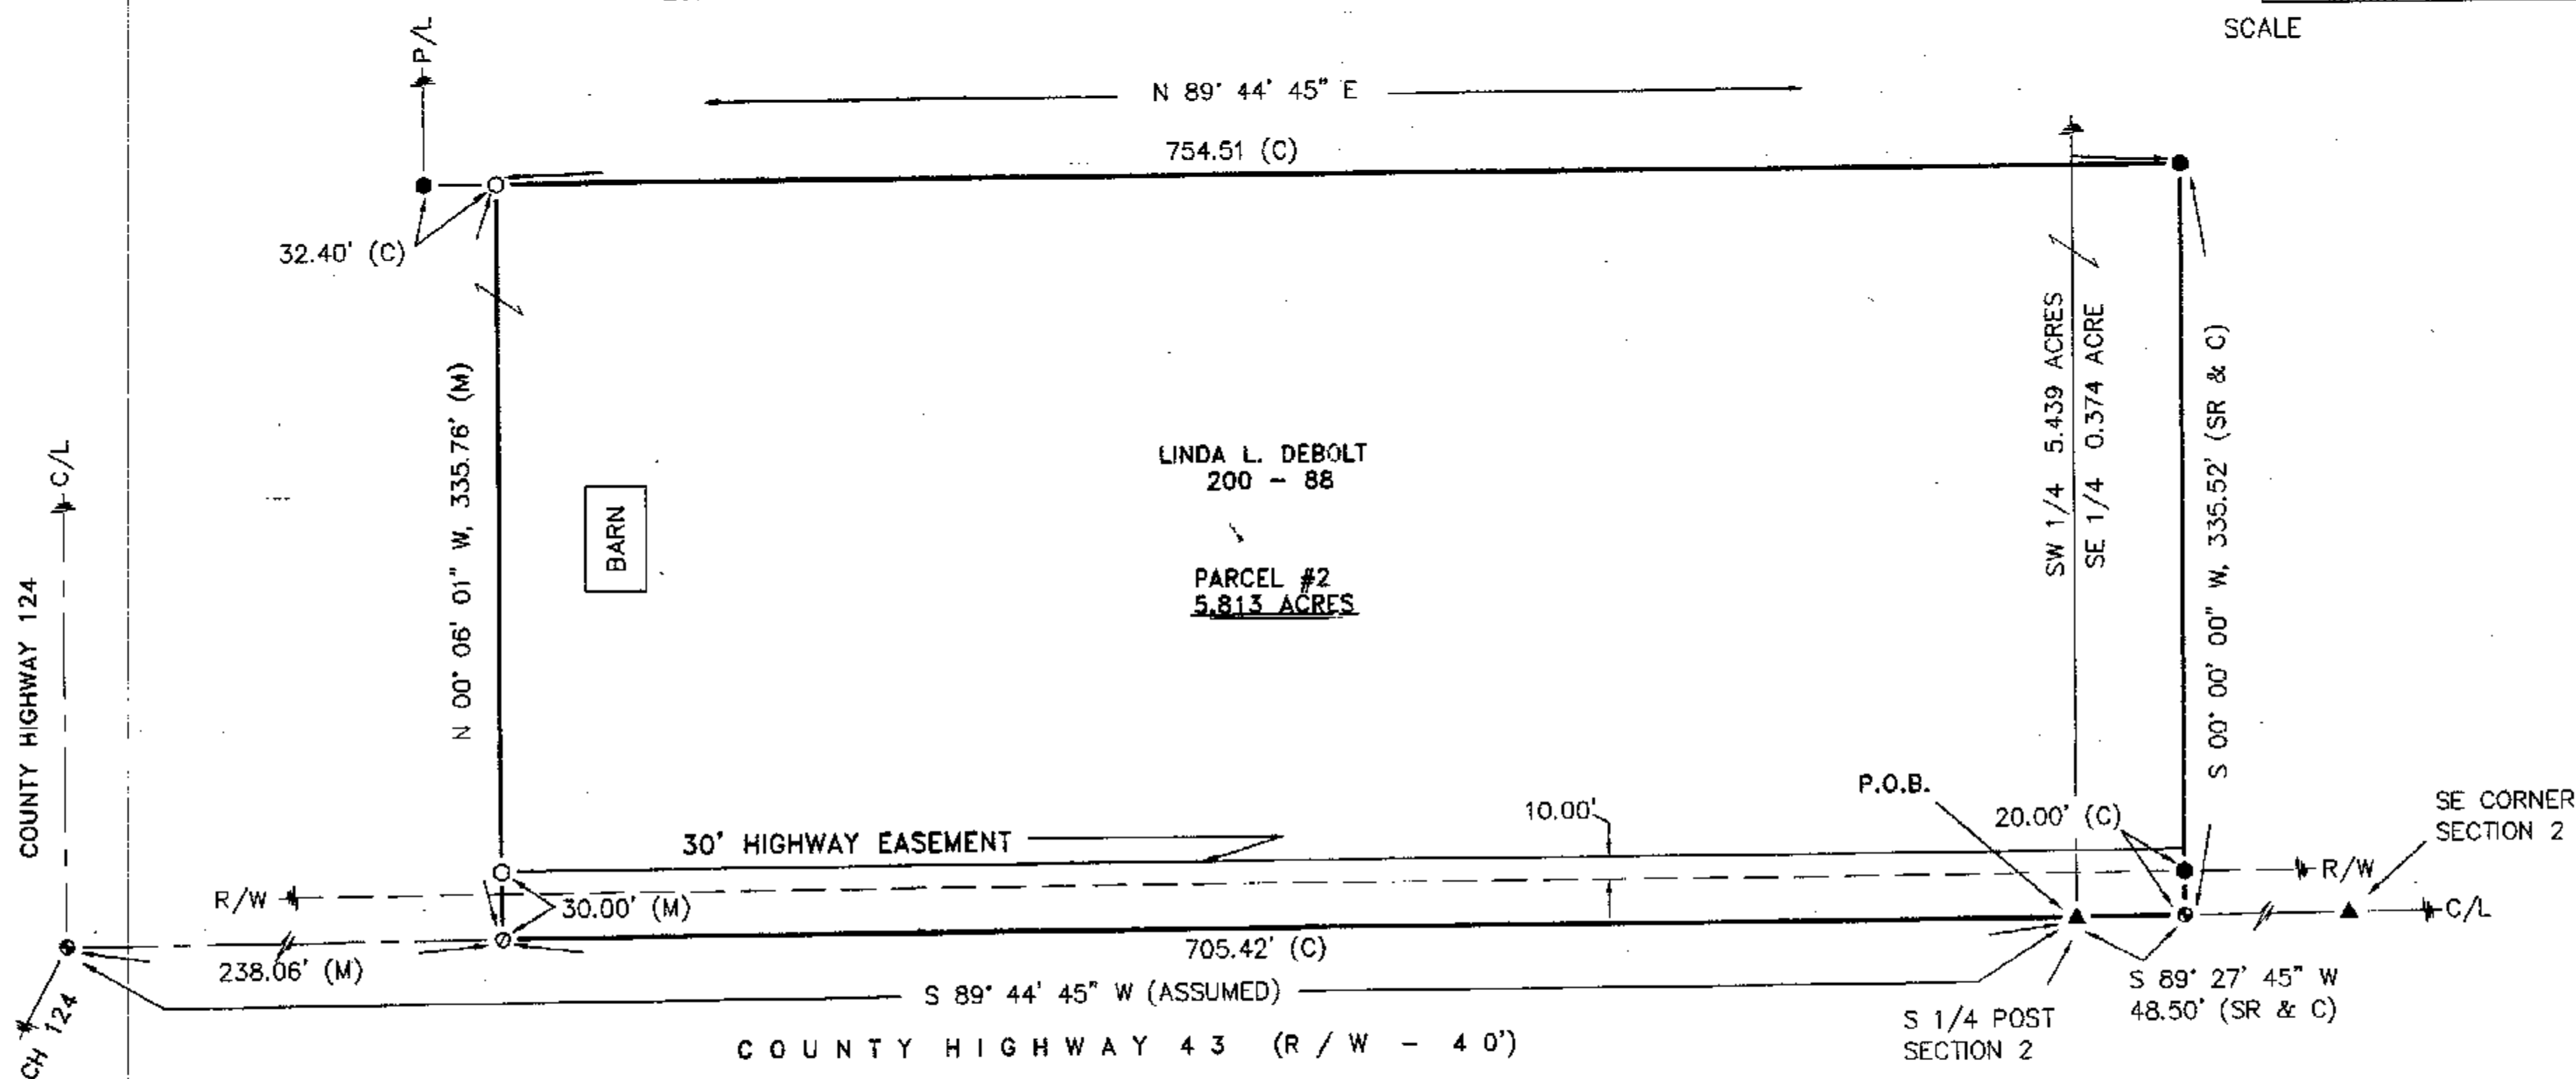 SCALE
P/L
N 89° 44' 45" E
754.51 (C)
32.40' (C)
N 00° 06' 01" W, 335.76' (M)
BARN
LINDA L. DEBOLT
200 - 88
PARCEL #2
5.813 ACRES
SW 1/4 5.439 ACRES
SE 1/4 0.374 ACRE
S 00° 00' 00" W, 335.52' (SR & C)
C/L
COUNTY HIGHWAY 124
P.O.B.
10.00'
20.00' (C)
SE CORNER
SECTION 2
30' HIGHWAY EASEMENT
R/W
R/W
30.00' (M)
C/L
238.06' (M)
705.42' (C)
S 89° 44' 45" W (ASSUMED)
S 89° 27' 45" W
48.50' (SR & C)
CH 124
S 1/4 POST
SECTION 2
COUNTY HIGHWAY 43 (R/W - 40')